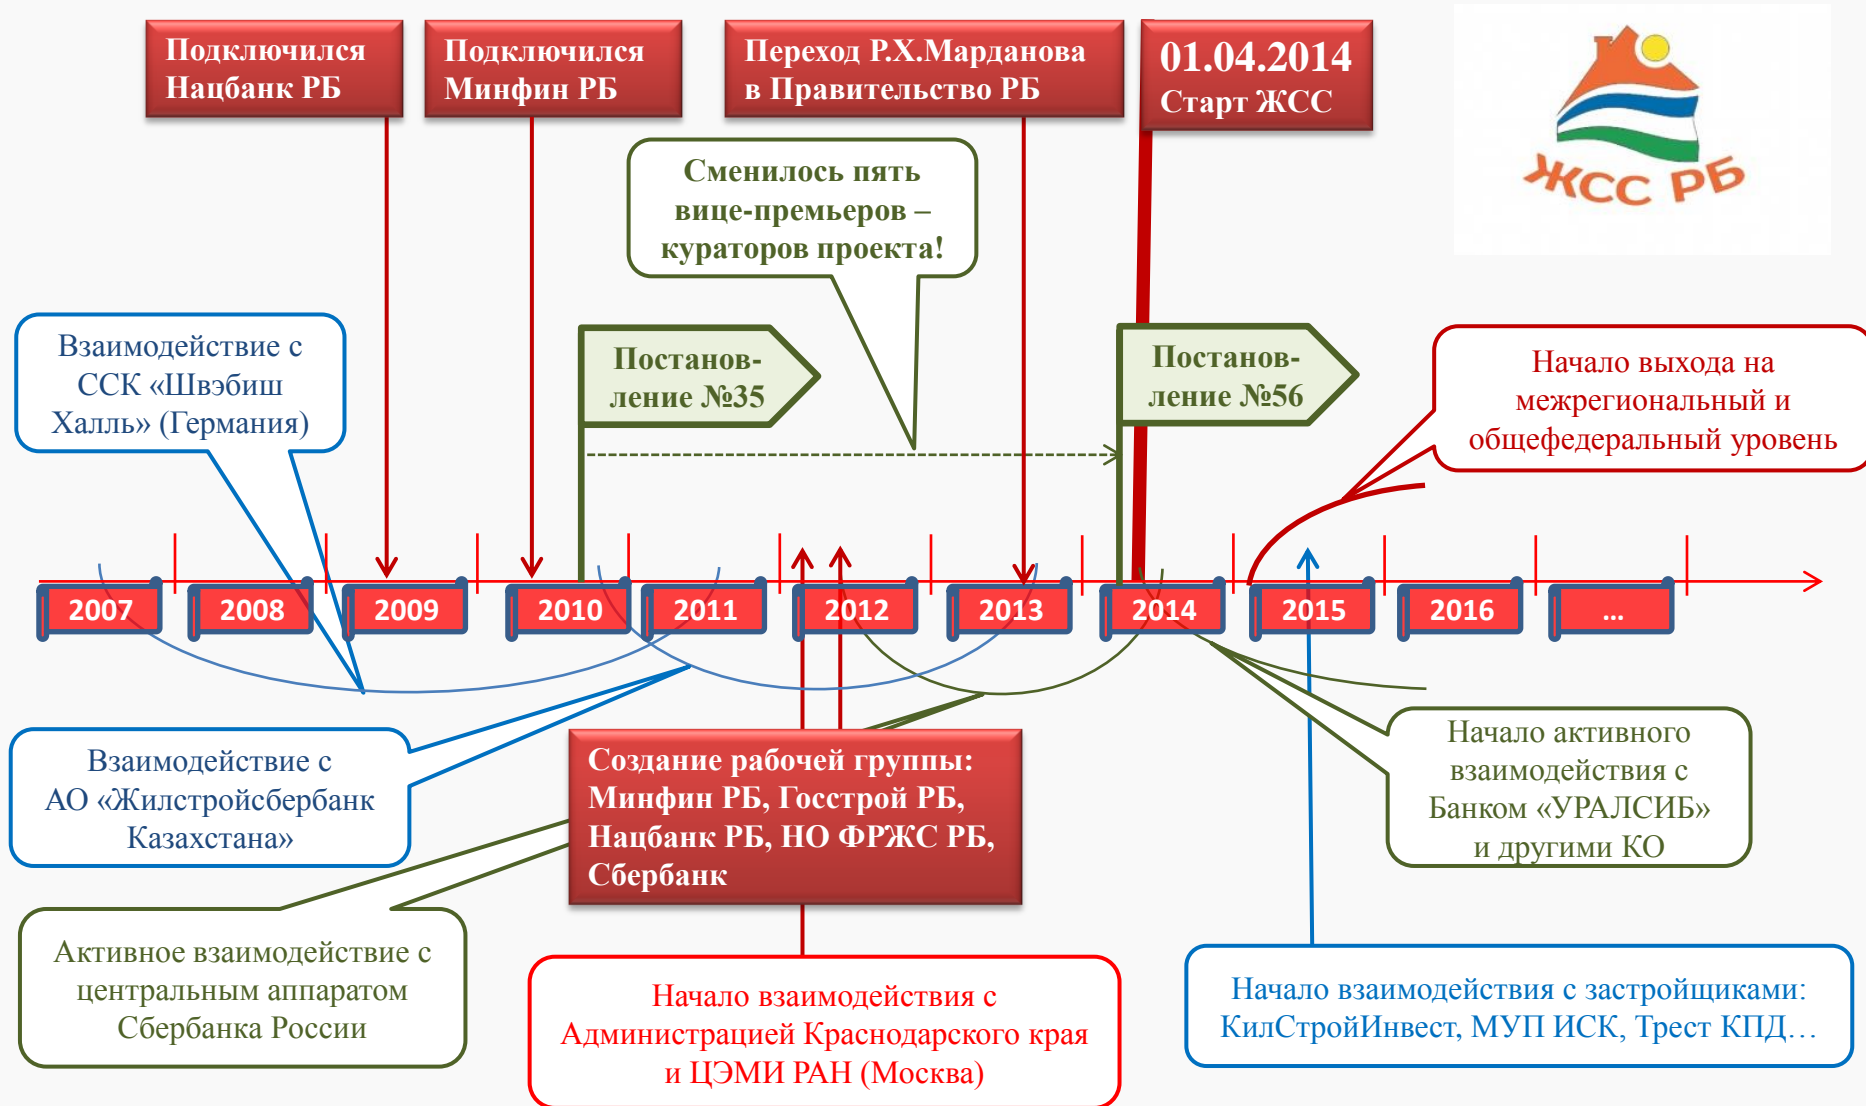 Подключился
Нацбанк РБ
Подключился
Минфин РБ
Переход Р.Х.Марданова
в Правительство РБ
01.04.2014
Старт ЖСС
ЖСС РБ
Сменилось пять
вице-премьеров –
кураторов проекта!
Взаимодействие с
ССК «Швэбиш
Халль» (Германия)
Постанов-
ление №35
Постанов-
ление №56
Начало выхода на
межрегиональный и
общефедеральный уровень
2007
2008
2009
2010
2011
2012
2013
2014
2015
2016
...
Взаимодействие с
АО «Жилстройсбербанк
Казахстана»
Создание рабочей группы:
Минфин РБ, Госстрой РБ,
Нацбанк РБ, НО ФРЖС РБ,
Сбербанк
Начало активного
взаимодействия с
Банком «УРАЛСИБ»
и другими КО
Активное взаимодействие с
центральным аппаратом
Сбербанка России
Начало взаимодействия с
Администрацией Краснодарского края
и ЦЭМИ РАН (Москва)
Начало взаимодействия с застройщиками:
КилСтройИнвест, МУП ИСК, Трест КПД…